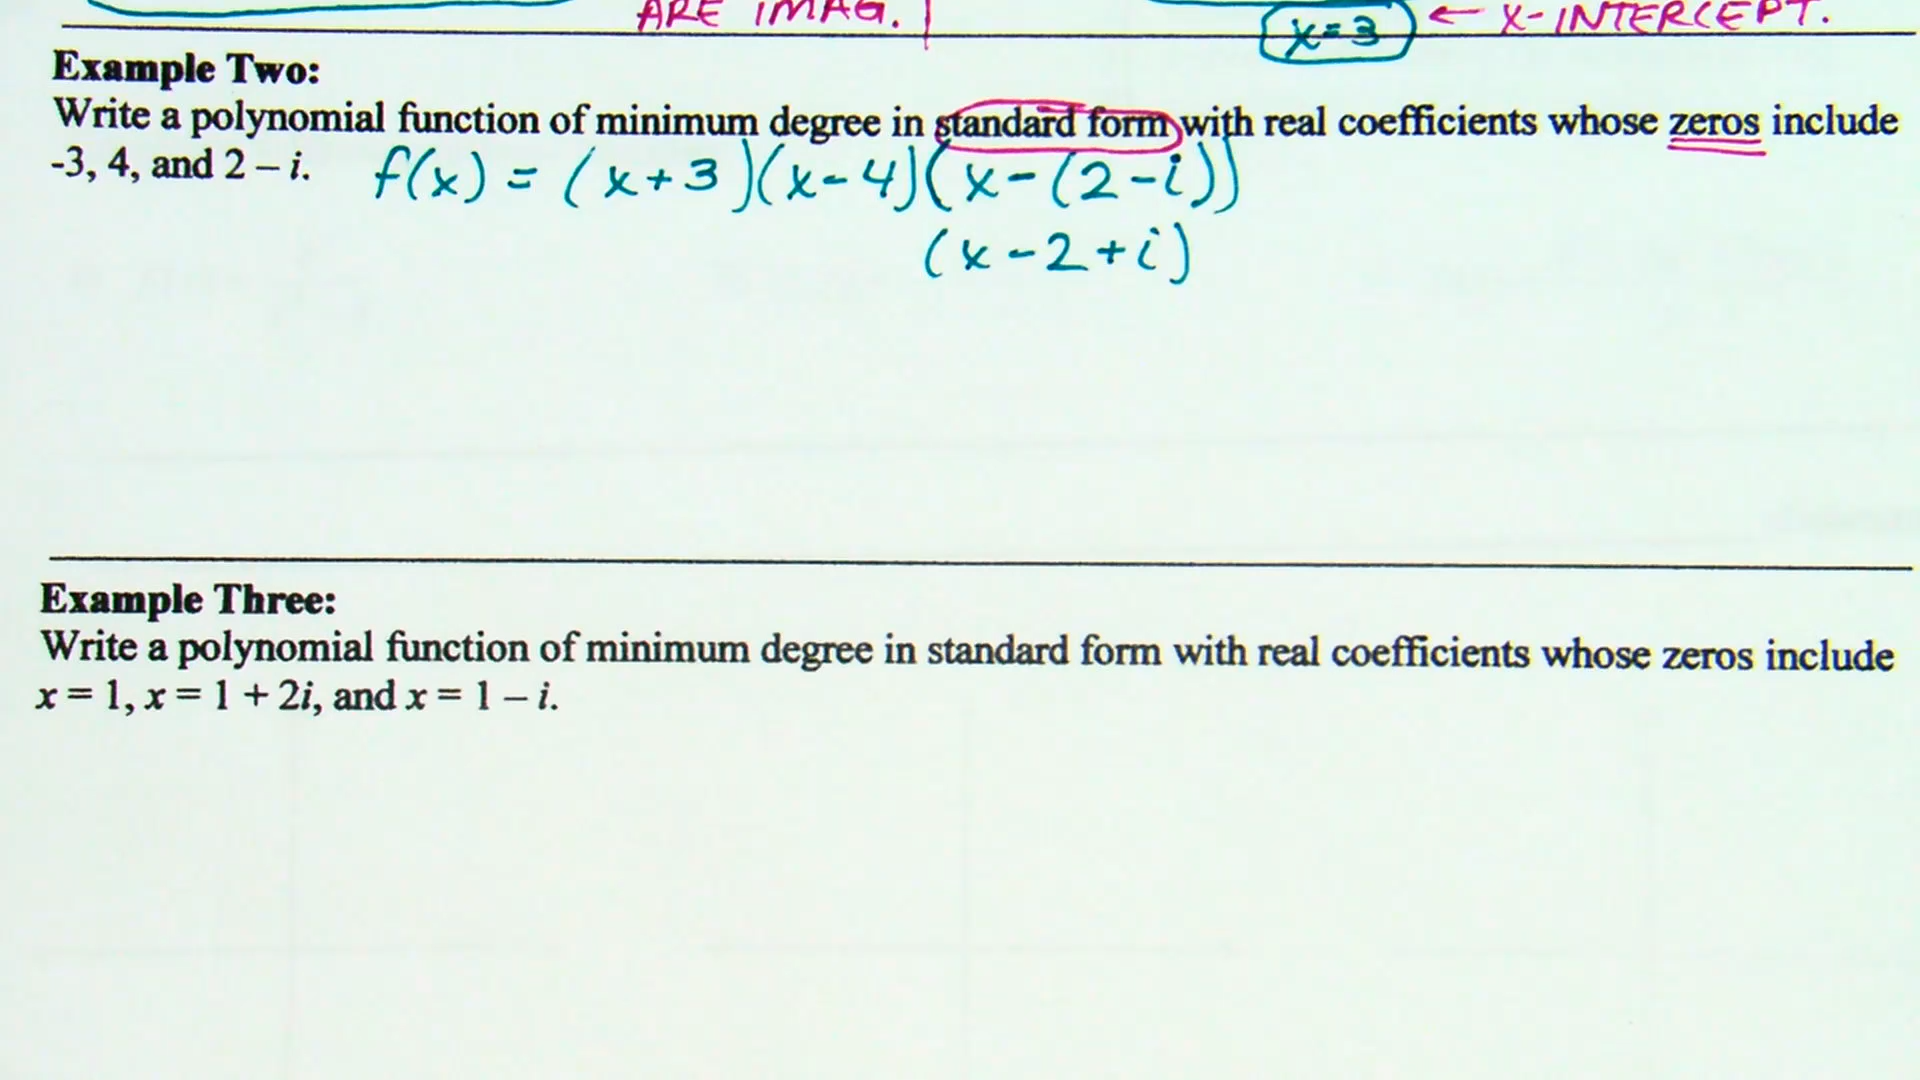 ARE IMAG.
x=3 ← X-INTERCEPT.
Example Two:
Write a polynomial function of minimum degree in standard form with real coefficients whose zeros include
-3, 4, and 2 – i. f(x) = (x+3)(x-4)(x-(2-i))
(x-2+i)
Example Three:
Write a polynomial function of minimum degree in standard form with real coefficients whose zeros include
x = 1, x = 1 + 2i, and x = 1 – i.